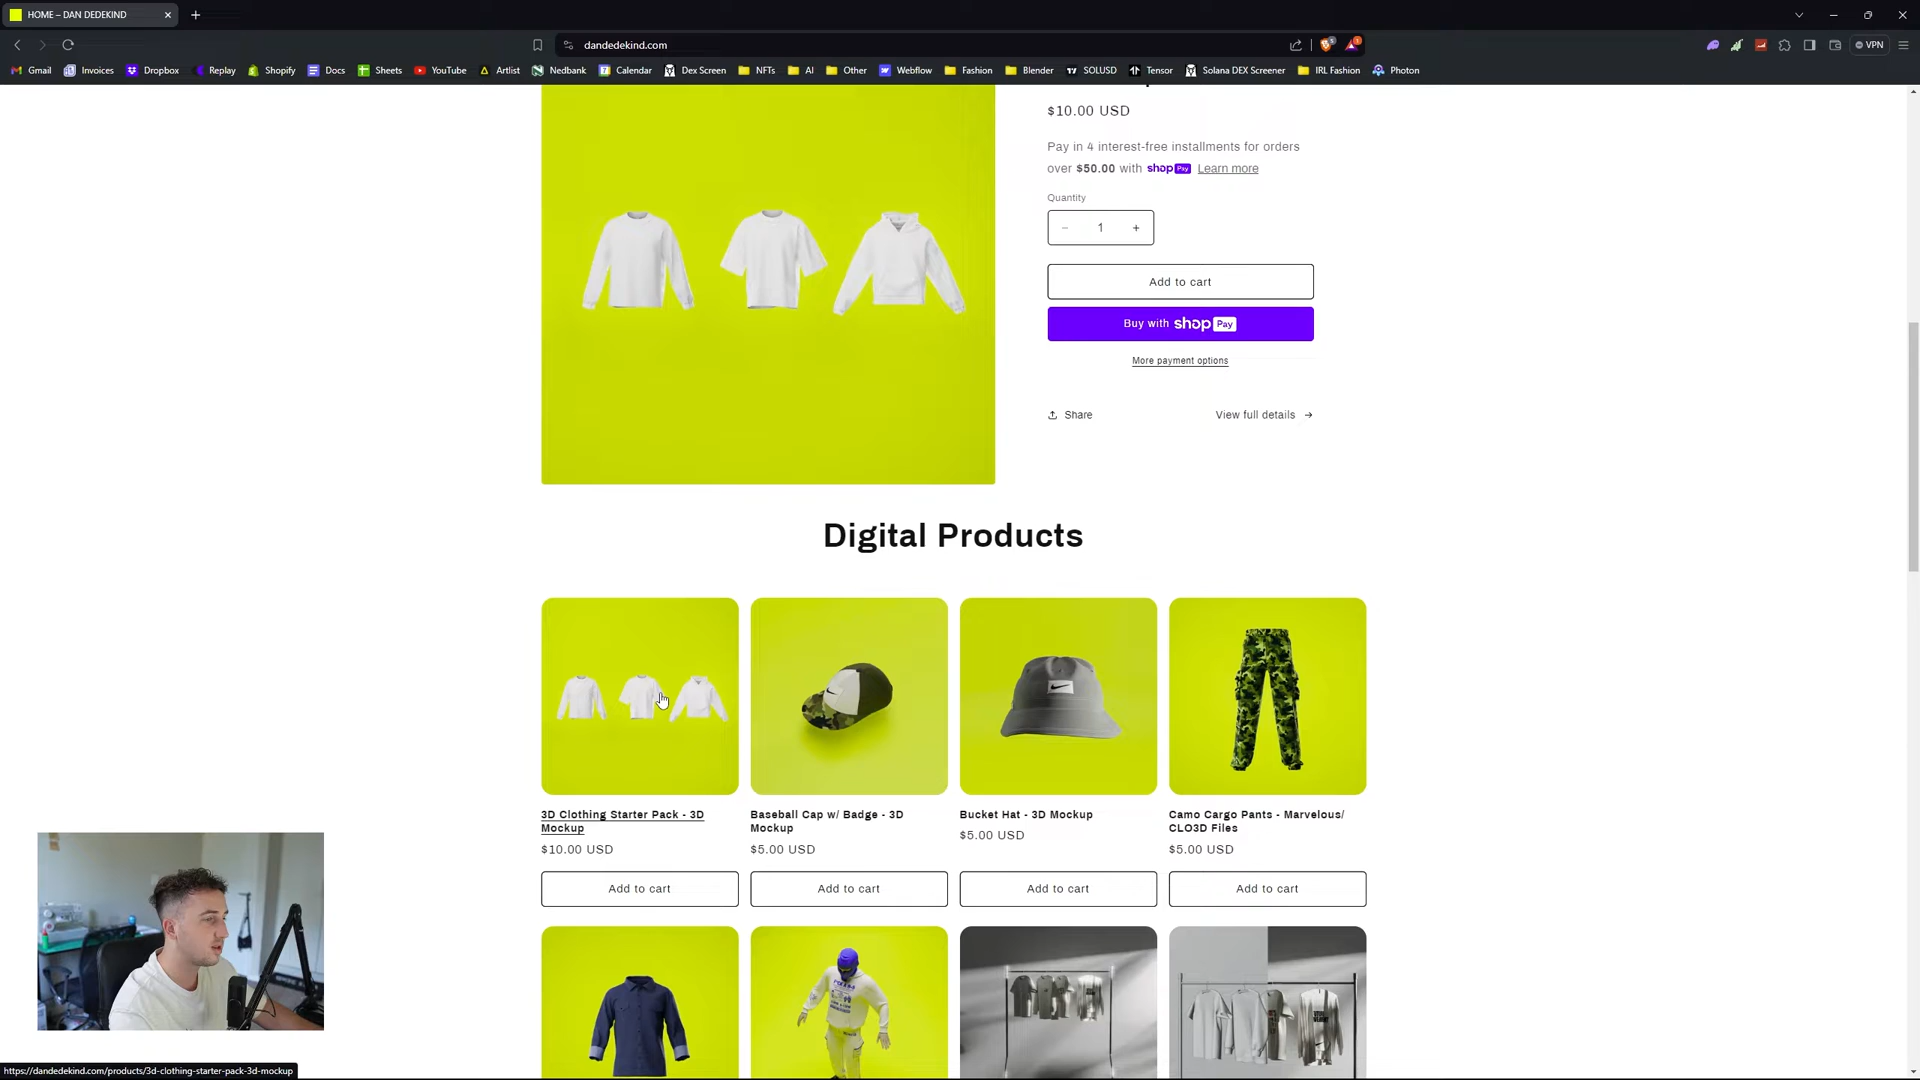 HOME – DAN DEDEKIND
dandedekind.com
VPN
Gmail Invoices Dropbox Replay Shopify Docs Sheets YouTube Artlist Nedbank Calendar Dex Screen NFTs AI Other Webflow Fashion Blender SOLUSD Tensor Solana DEX Screener IRL Fashion Photon
$10.00 USD
Pay in 4 interest-free installments for orders
over $50.00 with shop Pay Learn more
Quantity
− 1 +
Add to cart
Buy with shop Pay
More payment options
Share View full details →
Digital Products
3D Clothing Starter Pack - 3D
Mockup
$10.00 USD
Add to cart
Baseball Cap w/ Badge - 3D
Mockup
$5.00 USD
Add to cart
Bucket Hat - 3D Mockup
$5.00 USD
Add to cart
Camo Cargo Pants - Marvelous/
CLO3D Files
$5.00 USD
Add to cart
https://dandedekind.com/products/3d-clothing-starter-pack-3d-mockup